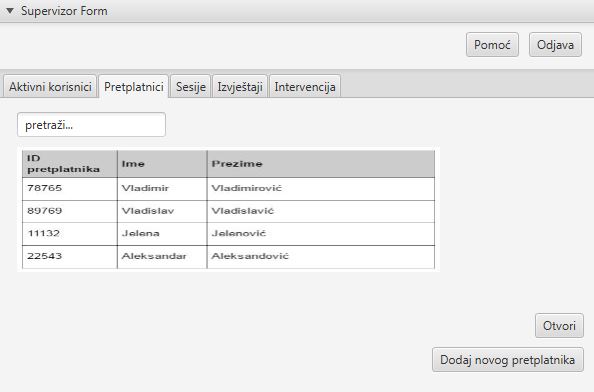 Supervizor Form
Pomoć Odjava
Aktivni korisnici Pretplatnici Sesije Izvještaji Intervencija
pretraži...
ID pretplatnika Ime Prezime
78765 Vladimir Vladimirović
89769 Vladislav Vladislavić
11132 Jelena Jelenović
22543 Aleksandar Aleksandović
Otvori
Dodaj novog pretplatnika